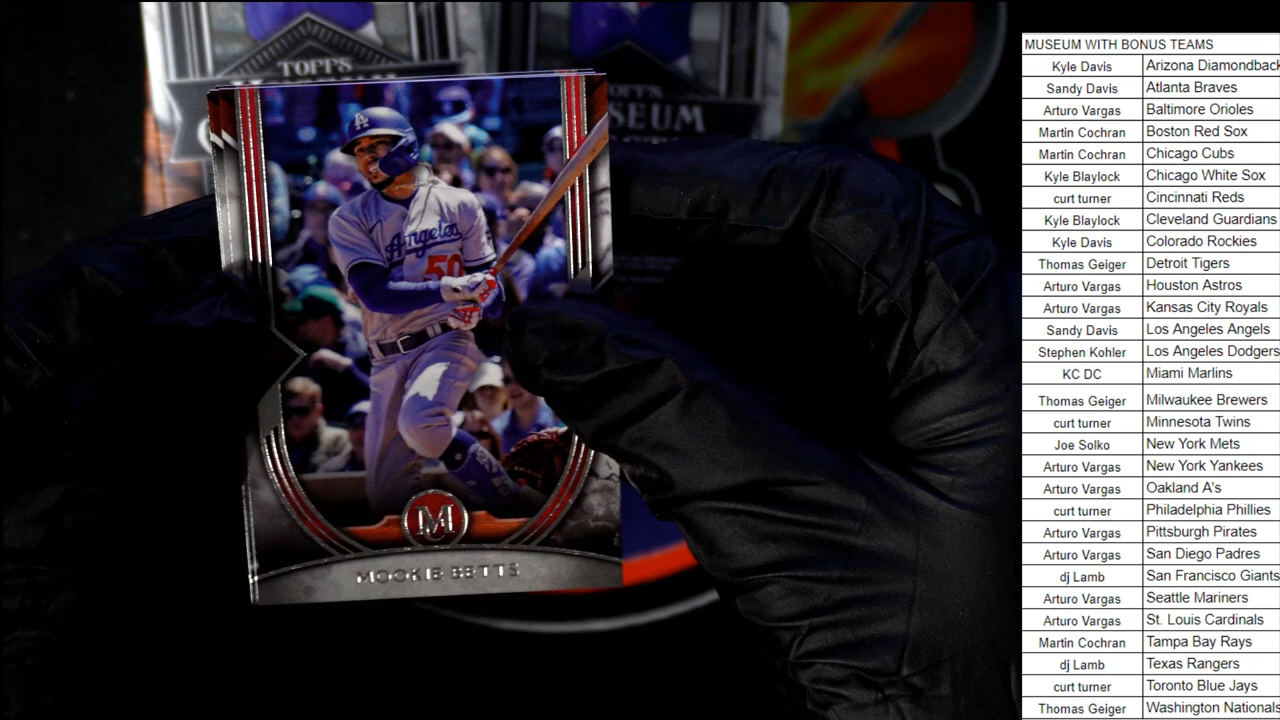 TOPPS
SEUM
LA
Angeles
50
M
MOOKIE BETTS
MUSEUM WITH BONUS TEAMS
Kyle Davis Arizona Diamondback
Sandy Davis Atlanta Braves
Arturo Vargas Baltimore Orioles
Martin Cochran Boston Red Sox
Martin Cochran Chicago Cubs
Kyle Blaylock Chicago White Sox
curt turner Cincinnati Reds
Kyle Blaylock Cleveland Guardians
Kyle Davis Colorado Rockies
Thomas Geiger Detroit Tigers
Arturo Vargas Houston Astros
Arturo Vargas Kansas City Royals
Sandy Davis Los Angeles Angels
Stephen Kohler Los Angeles Dodgers
KC DC Miami Marlins
Thomas Geiger Milwaukee Brewers
curt turner Minnesota Twins
Joe Solko New York Mets
Arturo Vargas New York Yankees
Arturo Vargas Oakland A's
curt turner Philadelphia Phillies
Arturo Vargas Pittsburgh Pirates
Arturo Vargas San Diego Padres
dj Lamb San Francisco Giants
Arturo Vargas Seattle Mariners
Arturo Vargas St. Louis Cardinals
Martin Cochran Tampa Bay Rays
dj Lamb Texas Rangers
curt turner Toronto Blue Jays
Thomas Geiger Washington Nationals